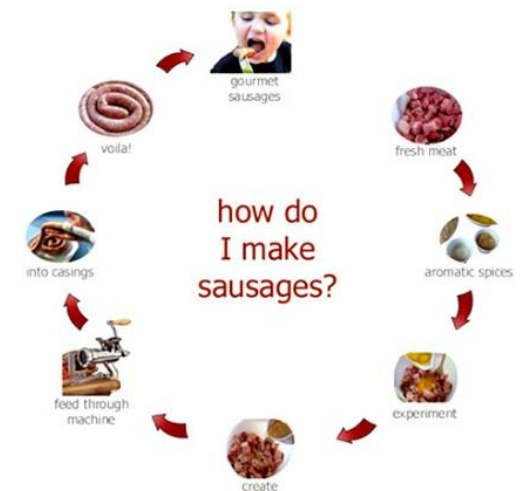 how do
I make
sausages?
fresh meat
aromatic spices
experiment
create
feed through
machine
into casings
voila!
gourmet
sausages